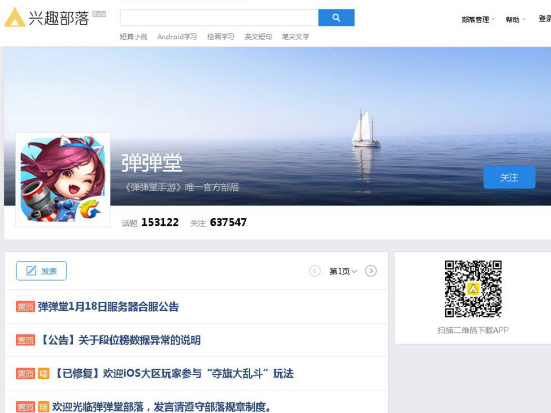 兴趣部落 Beta
部落管理 帮助 登录
短篇小说 Android学习 绘画学习 英文短句 笔尖文学
弹弹堂
《弹弹堂手游》唯一官方部落
关注
话题 153122 关注 637547
发表 第1页
置顶 弹弹堂1月18日服务器合服公告
置顶 【公告】关于段位榜数据异常的说明
置顶 精 【已修复】欢迎iOS大区玩家参与“夺旗大乱斗”玩法
置顶 精 欢迎光临弹弹堂部落，发言请遵守部落规章制度。
扫描二维码下载APP